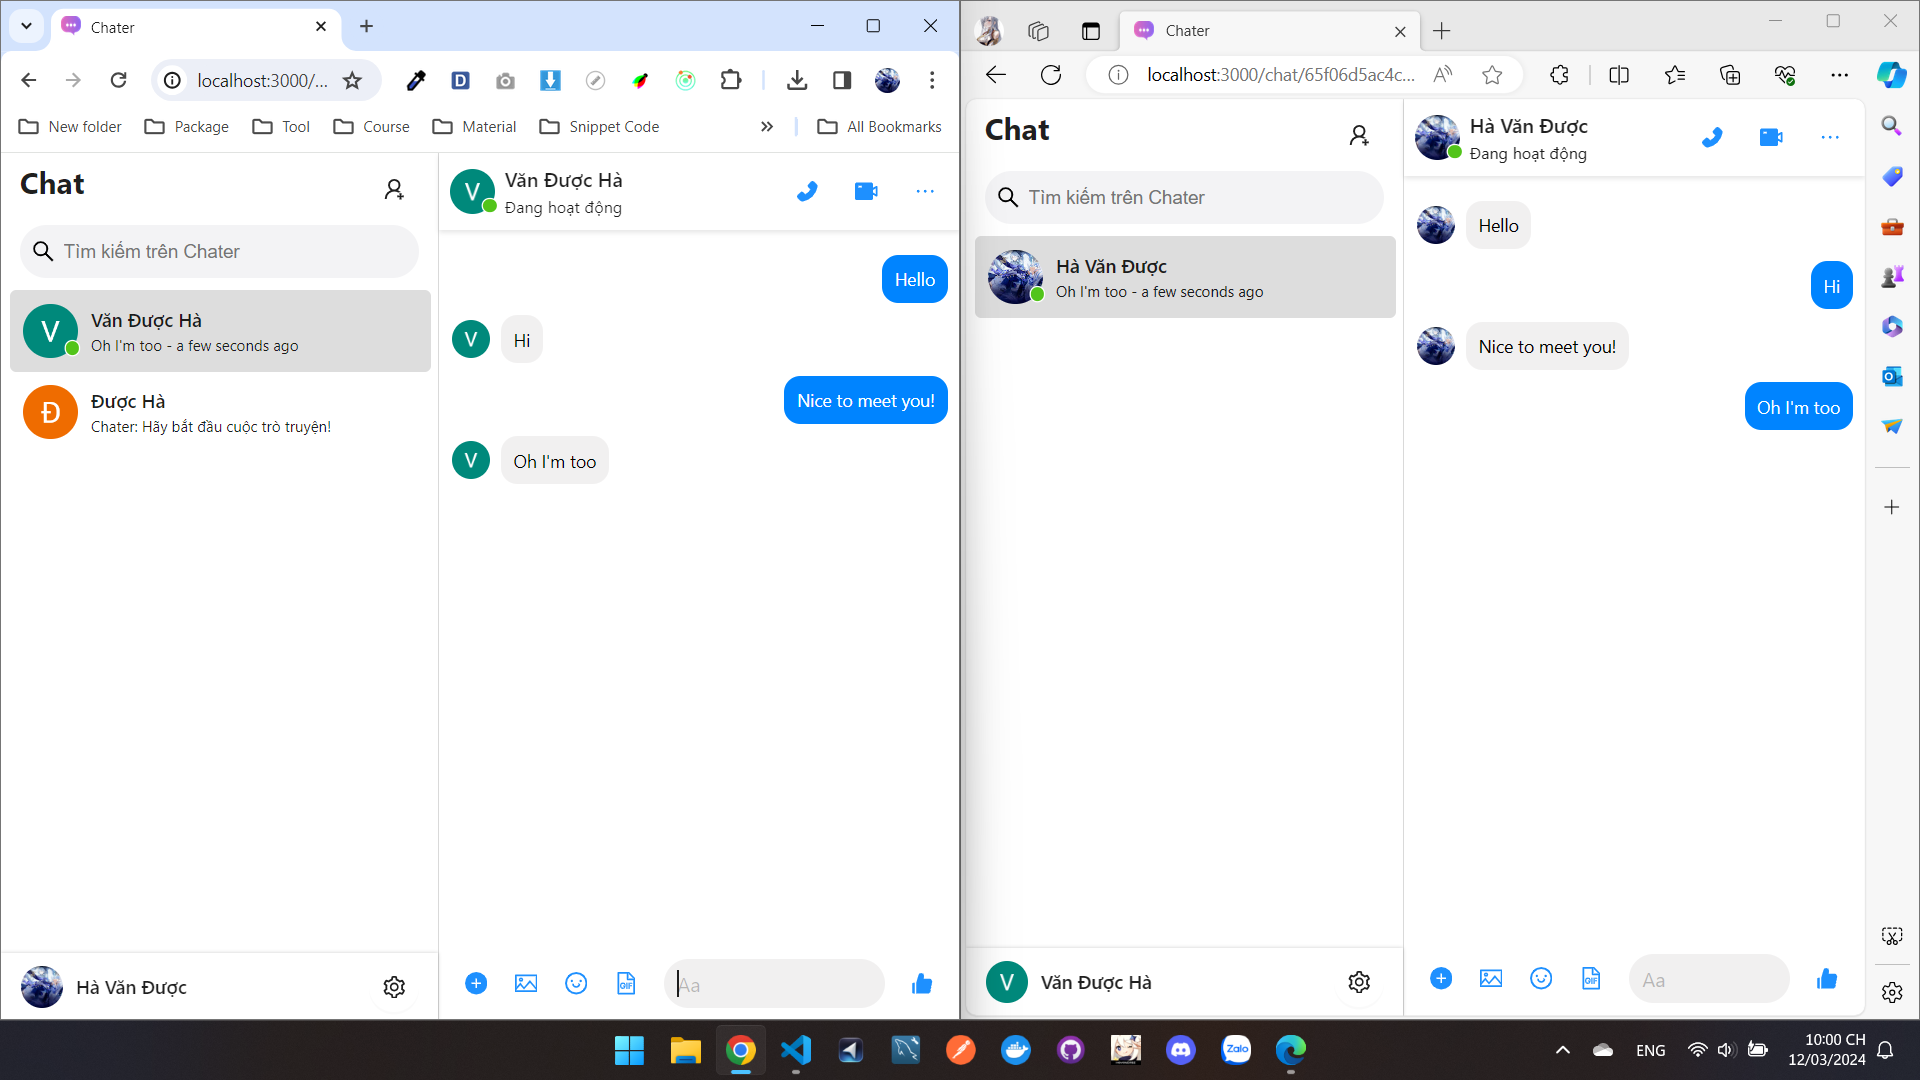 Chater
localhost:3000/...
New folder
Package
Tool
Course
Material
Snippet Code
All Bookmarks
Chat
Tìm kiếm trên Chater
V
Văn Được Hà
Oh I'm too - a few seconds ago
Đ
Được Hà
Chater: Hãy bắt đầu cuộc trò truyện!
Hà Văn Được
V
Văn Được Hà
Đang hoạt động
Hello
V
Hi
Nice to meet you!
V
Oh I'm too
GIF
Aa
Chater
localhost:3000/chat/65f06d5ac4c...
Chat
Tìm kiếm trên Chater
Hà Văn Được
Oh I'm too - a few seconds ago
V
Văn Được Hà
Hà Văn Được
Đang hoạt động
Hello
Hi
Nice to meet you!
Oh I'm too
GIF
Aa
Zalo
ENG
10:00 CH
12/03/2024